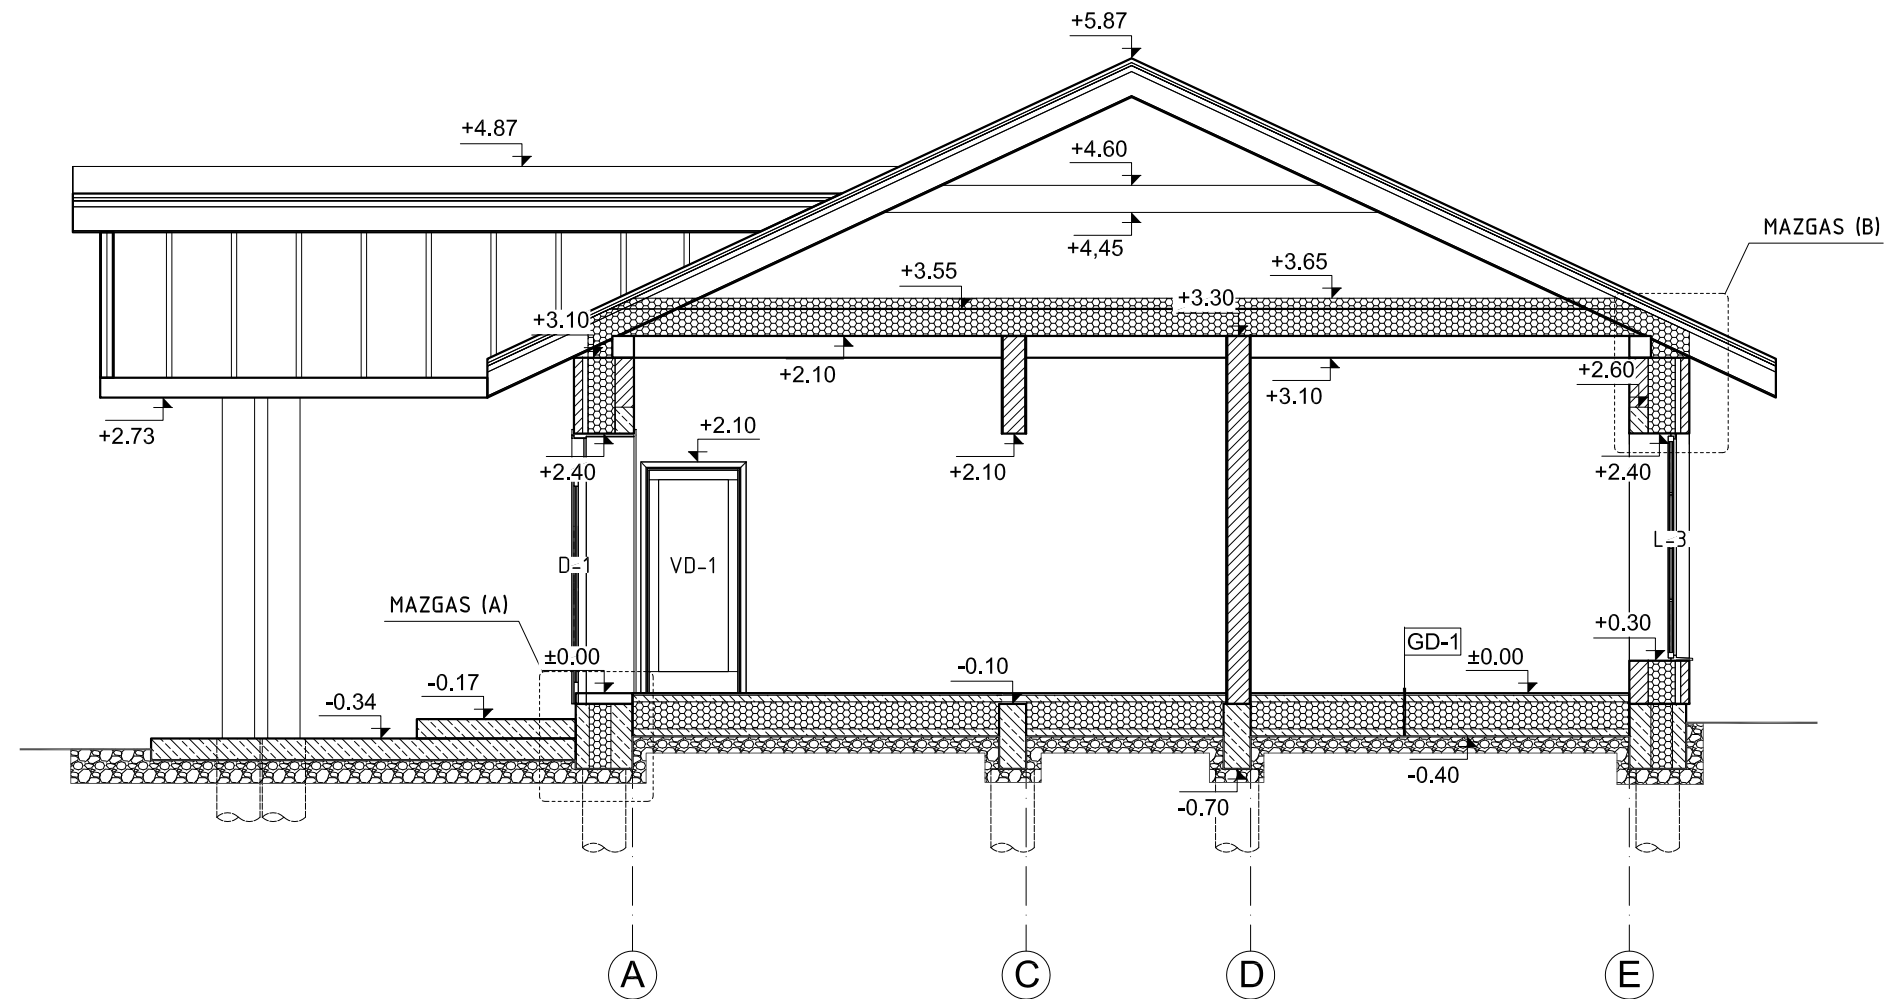 +5.87
+4.87
+4.60
MAZGAS (B)
+4,45
+3.55
+3.65
+3.30
+3.10
+2.10
+2.60
+3.10
+2.73
+2.10
+2.40
+2.10
+2.40
D-1
VD-1
L-3
MAZGAS (A)
+0.30
GD-1
±0.00
-0.10
±0.00
-0.17
-0.34
-0.40
-0.70
A
C
D
E